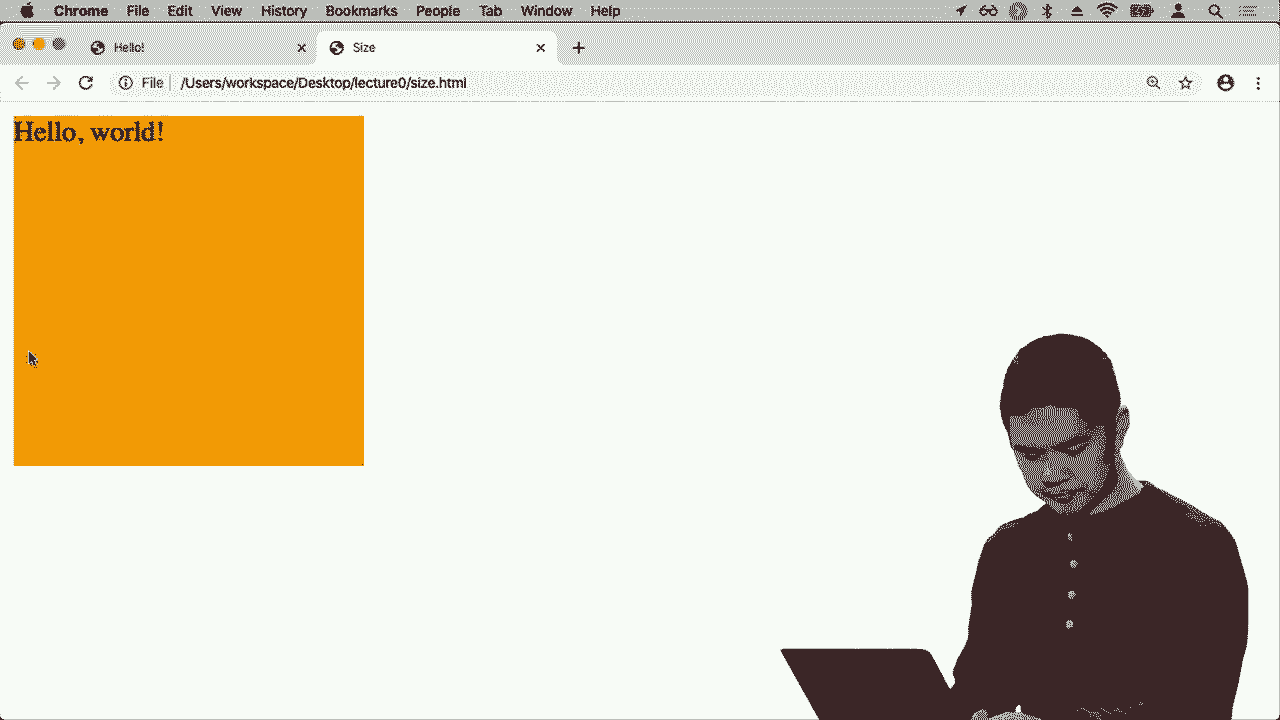 Chrome File Edit View History Bookmarks People Tab Window Help
Hello! Size
File /Users/workspace/Desktop/lecture0/size.html
Hello, world!